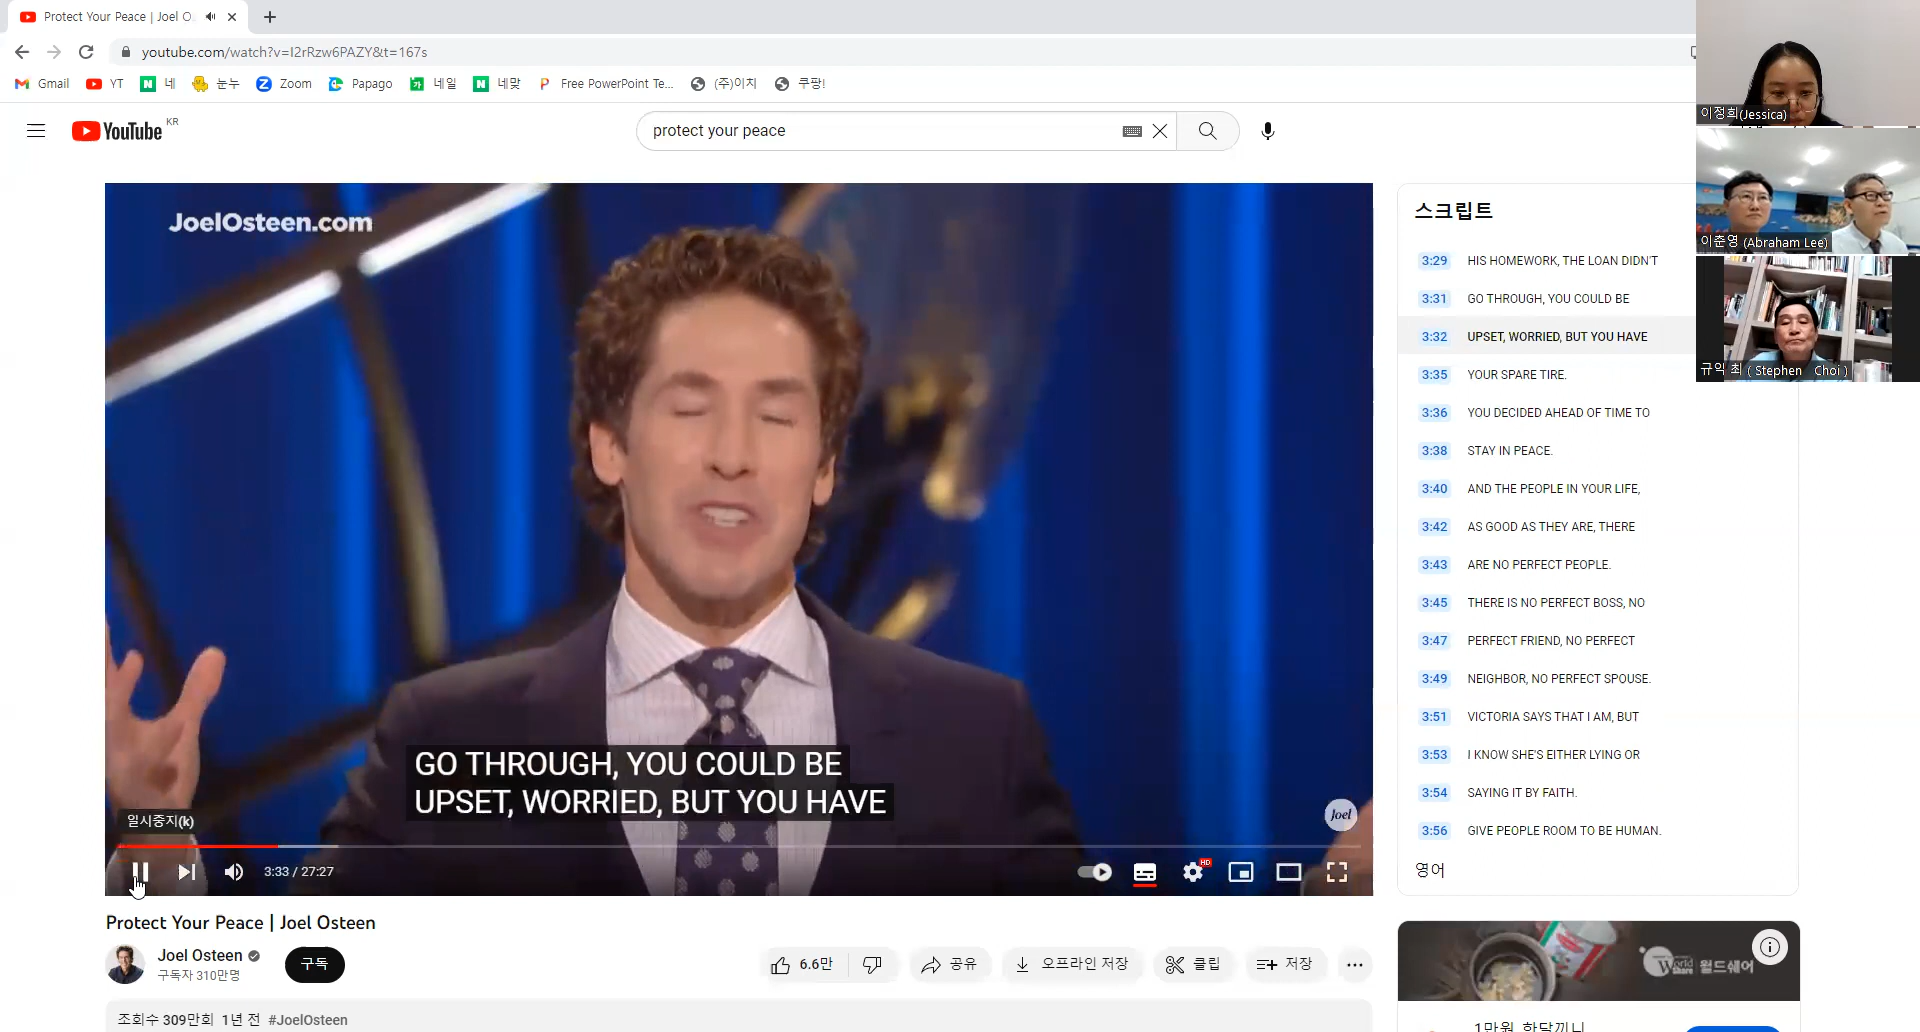 Protect Your Peace | Joel O
youtube.com/watch?v=I2rRzw6PAZY&t=167s
Gmail YT 네 눈누 Zoom Papago 네일 네맞 Free PowerPoint Te... (주)이치 쿠팡!
YouTube KR
protect your peace
이정희(Jessica)
이춘영 (Abraham Lee)
규익 최 ( Stephen Choi )
JoelOsteen.com
GO THROUGH, YOU COULD BE
UPSET, WORRIED, BUT YOU HAVE
Joel
일시중지(k)
3:33 / 27:27
HD
스크립트
3:29 HIS HOMEWORK, THE LOAN DIDN'T
3:31 GO THROUGH, YOU COULD BE
3:32 UPSET, WORRIED, BUT YOU HAVE
3:35 YOUR SPARE TIRE.
3:36 YOU DECIDED AHEAD OF TIME TO
3:38 STAY IN PEACE.
3:40 AND THE PEOPLE IN YOUR LIFE,
3:42 AS GOOD AS THEY ARE, THERE
3:43 ARE NO PERFECT PEOPLE.
3:45 THERE IS NO PERFECT BOSS, NO
3:47 PERFECT FRIEND, NO PERFECT
3:49 NEIGHBOR, NO PERFECT SPOUSE.
3:51 VICTORIA SAYS THAT I AM, BUT
3:53 I KNOW SHE'S EITHER LYING OR
3:54 SAYING IT BY FAITH.
3:56 GIVE PEOPLE ROOM TO BE HUMAN.
영어
Protect Your Peace | Joel Osteen
Joel Osteen
구독자 310만명
구독
6.6만 공유 오프라인 저장 클립 저장
조회수 309만회 1년 전 #JoelOsteen
World Share 월드쉐어
1만원, 한달끼니